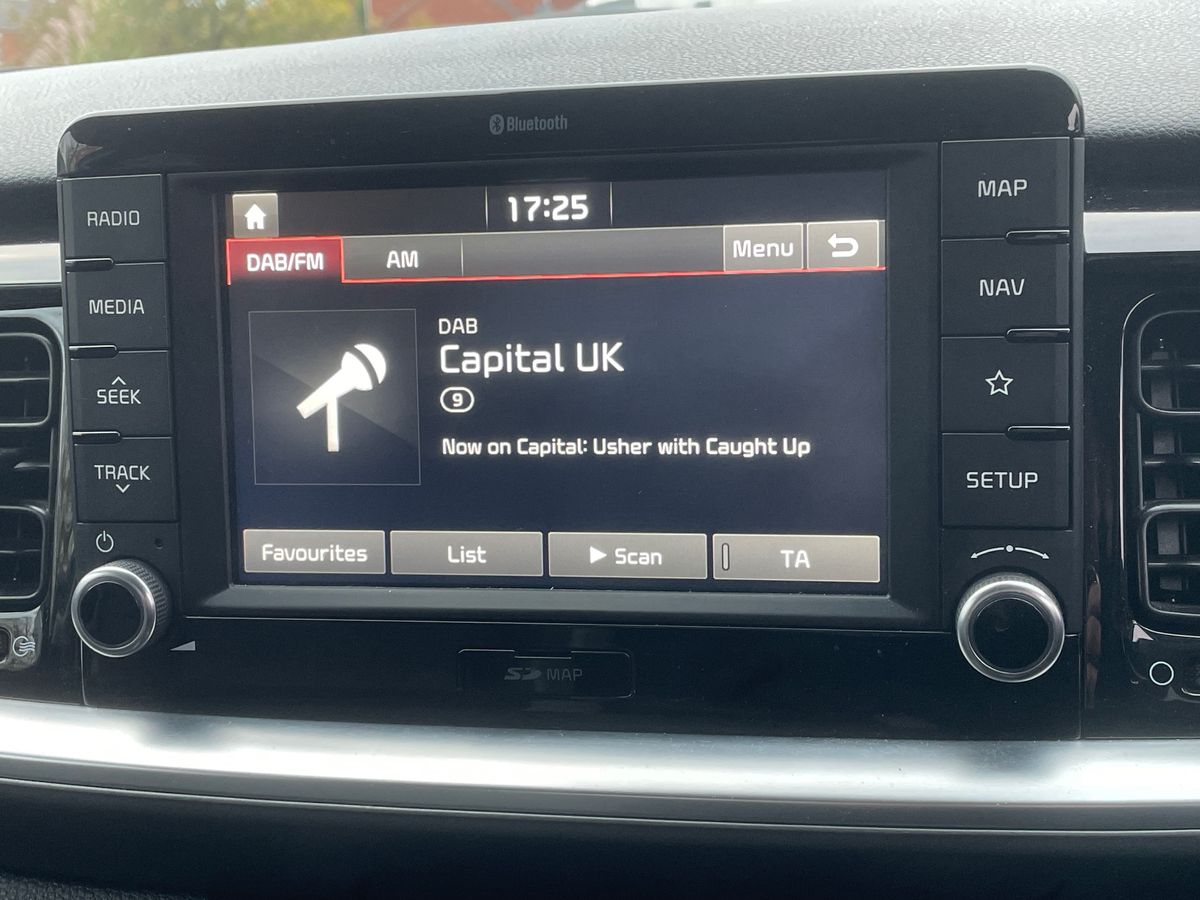 Bluetooth
RADIO
MEDIA
SEEK
TRACK
17:25
DAB/FM
AM
Menu
DAB
Capital UK
9
Now on Capital: Usher with Caught Up
Favourites
List
Scan
TA
MAP
NAV
SETUP
SD MAP